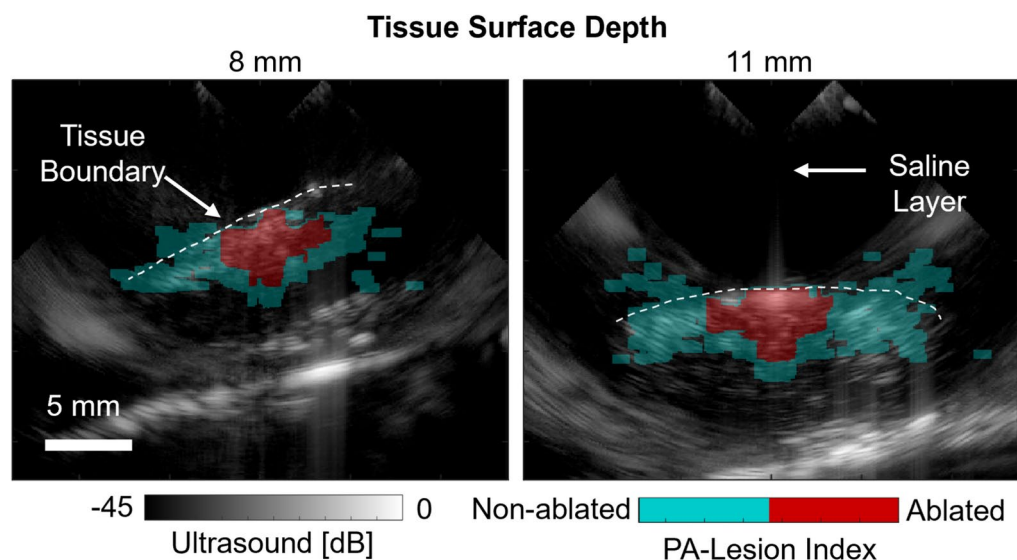 Tissue Surface Depth
8 mm
11 mm
Tissue
Boundary
Saline
Layer
5 mm
-45
0
Ultrasound [dB]
Non-ablated
Ablated
PA-Lesion Index